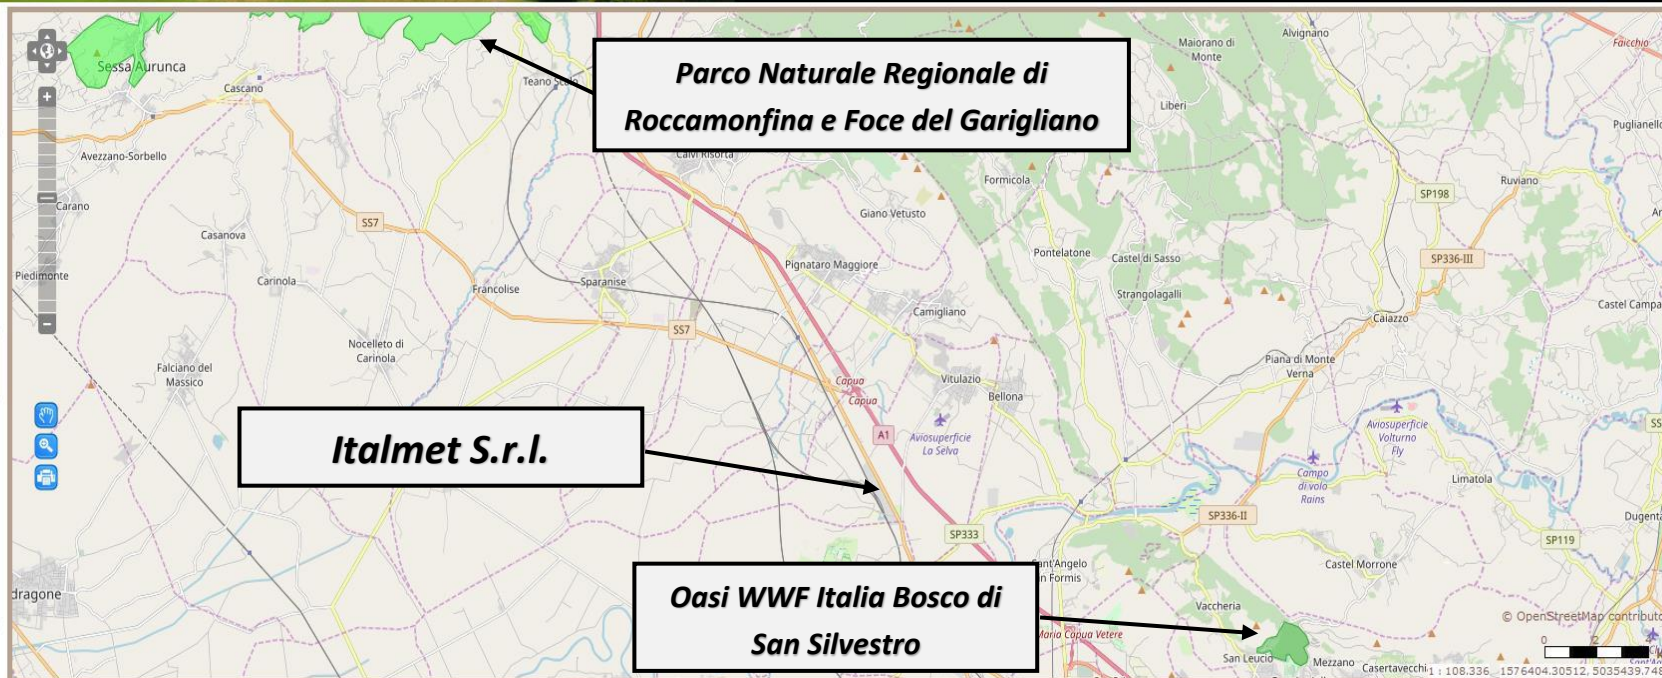 Parco Naturale Regionale di
Roccamonfina e Foce del Garigliano
Maiorano di
Monte
Alvignano
Faicchio
Sessa Aurunca
Cascano
Liberi
Puglianello
Avezzano-Sorbello
Calvi Risorta
Formicola
SP198
Ruviano
Carano
SS7
Giano Vetusto
Casanova
Pontelatone
Castel di Sasso
SP336-III
Piedimonte
Carinola
Francolise
Sparanise
Pignataro Maggiore
Strangolagalli
Camigliano
Castel Campa
SS7
Caiazzo
Nocelleto di
Carinola
Falciano del
Massico
Piana di Monte
Verna
Capua
Capua
Vitulazio
Bellona
Italmet S.r.l.
A1
Aviosuperficie
La Selva
Aviosuperficie
Volturno
Fly
Campo
di volo
Rains
Limatola
SP336-II
Dugenta
SP333
SP119
dragone
Oasi WWF Italia Bosco di
San Silvestro
Sant'Angelo
in Formis
Castel Morrone
Vaccheria
© OpenStreetMap contributo
Maria Capua Vetere
San Leucio
Mezzano
Casertavecchia
0 2
1 : 108.336
1576404.30512, 5035439.748